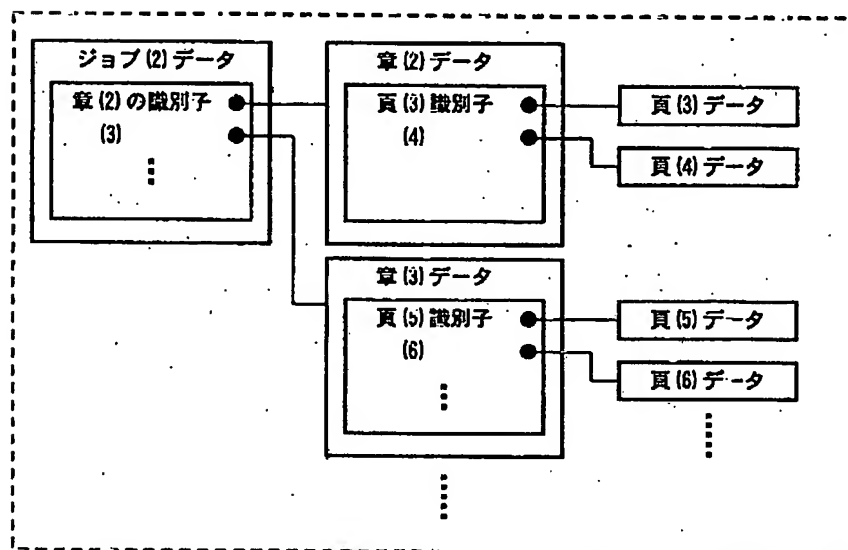 ジョブ(2)データ
章(2)の識別子
(3)
章(2)データ
頁(3)識別子
(4)
頁(3)データ
頁(4)データ
章(3)データ
頁(5)識別子
(6)
頁(5)データ
頁(6)データ